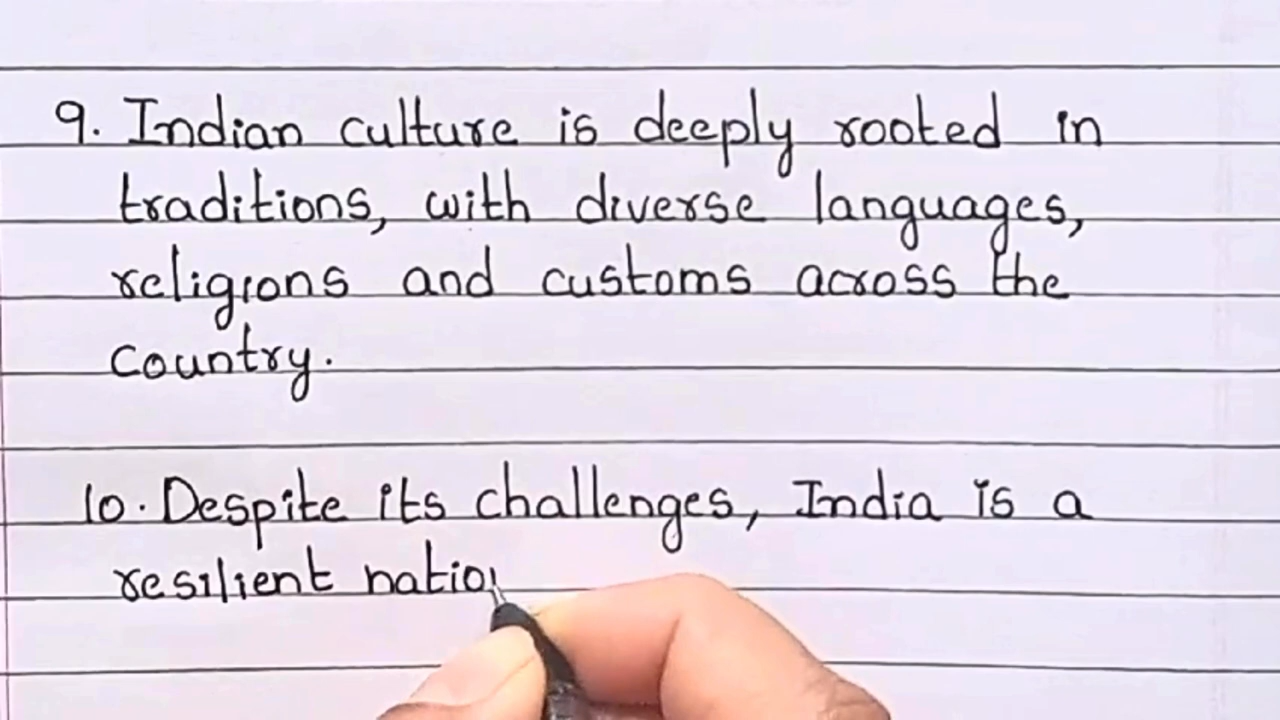 9. Indian culture is deeply rooted in
traditions, with diverse languages,
religions and customs across the
country.
10. Despite its challenges, India is a
resilient natio